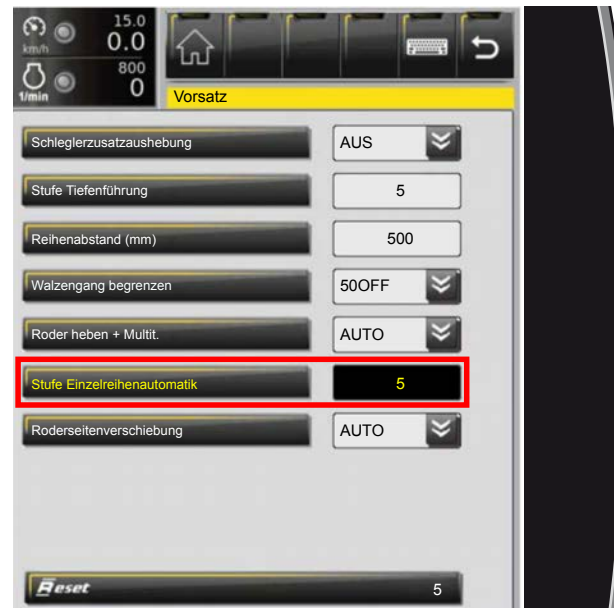 15.0
km/h 0.0
800
1/min 0
Vorsatz
Schleglerzusatzaushebung AUS
Stufe Tiefenführung 5
Reihenabstand (mm) 500
Walzengang begrenzen 50OFF
Roder heben + Multit. AUTO
Stufe Einzelreihenautomatik 5
Roderseitenverschiebung AUTO
Reset 5